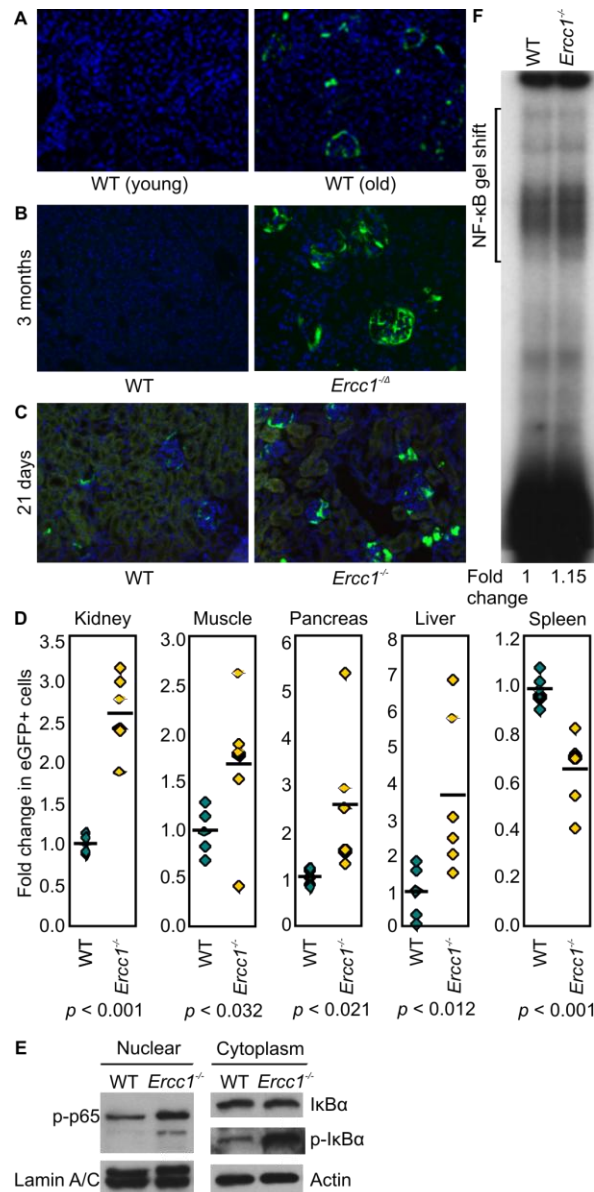 A
WT (young) WT (old)
B
3 months
WT Ercc1⁻/Δ
C
21 days
WT Ercc1⁻/⁻
F
WT Ercc1⁻/⁻
NF-κB gel shift
Fold change 1 1.15
D
Kidney Muscle Pancreas Liver Spleen
Fold change in eGFP+ cells
3.5 3.0 2.5 2.0 1.5 1.0 0.5 0.0
3.0 2.5 2.0 1.5 1.0 0.5 0.0
6 5 4 3 2 1 0
8 7 6 5 4 3 2 1 0
1.2 1.0 0.8 0.6 0.4 0.2 0.0
WT Ercc1⁻/⁻ WT Ercc1⁻/⁻ WT Ercc1⁻/⁻ WT Ercc1⁻/⁻ WT Ercc1⁻/⁻
p < 0.001 p < 0.032 p < 0.021 p < 0.012 p < 0.001
E
Nuclear Cytoplasm
WT Ercc1⁻/⁻ WT Ercc1⁻/⁻
p-p65 IκBα
p-IκBα
Lamin A/C Actin